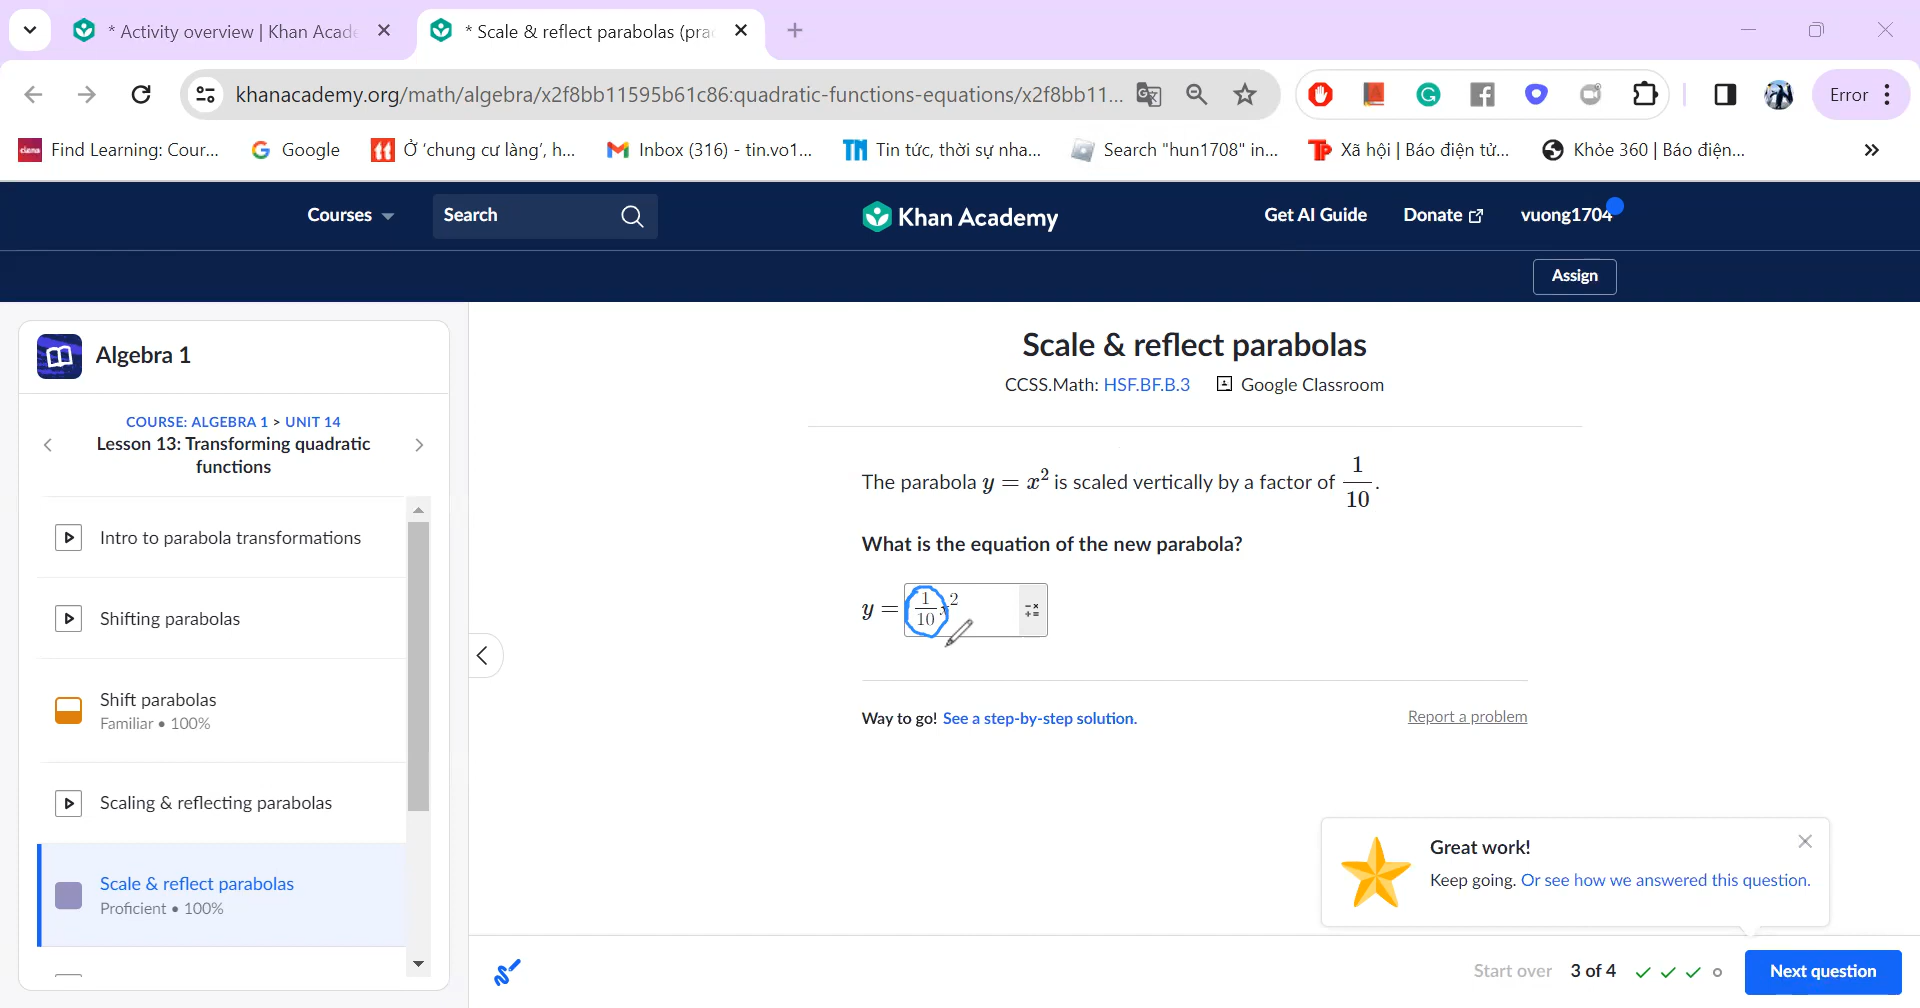 * Activity overview | Khan Acade
* Scale & reflect parabolas (prac
khanacademy.org/math/algebra/x2f8bb11595b61c86:quadratic-functions-equations/x2f8bb11...
Error
Find Learning: Cour...
Google
Ở ‘chung cư làng’, h...
Inbox (316) - tin.vo1...
Tin tức, thời sự nha...
Search "hun1708" in...
Xã hội | Báo điện tử...
Khỏe 360 | Báo điện...
Courses
Search
Khan Academy
Get AI Guide
Donate
vuong1704
Assign
Algebra 1
COURSE: ALGEBRA 1 > UNIT 14
Lesson 13: Transforming quadratic
functions
Intro to parabola transformations
Shifting parabolas
Shift parabolas
Familiar • 100%
Scaling & reflecting parabolas
Scale & reflect parabolas
Proficient • 100%
Scale & reflect parabolas
CCSS.Math: HSF.BF.B.3 Google Classroom
The parabola y = x² is scaled vertically by a factor of 1/10.
What is the equation of the new parabola?
y = 1/10 x²
Way to go! See a step-by-step solution.
Report a problem
Great work!
Keep going. Or see how we answered this question.
Start over
3 of 4
Next question